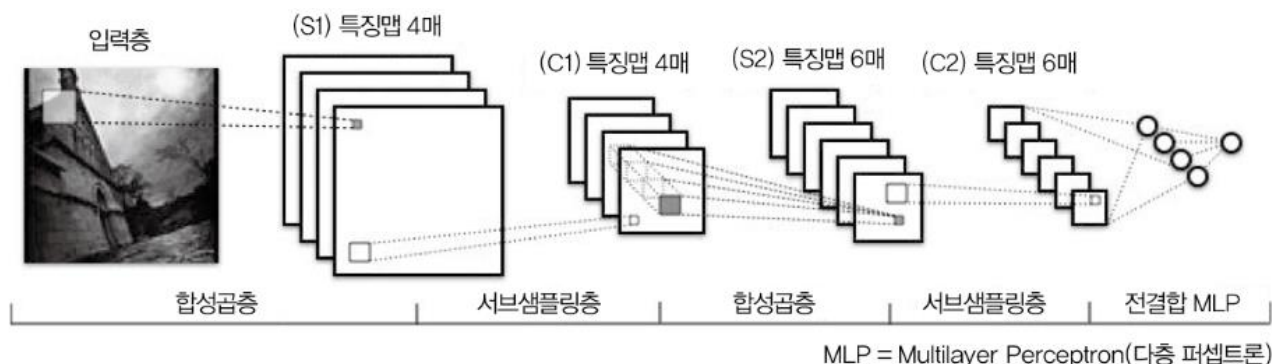 입력층
(S1) 특징맵 4매
(C1) 특징맵 4매
(S2) 특징맵 6매
(C2) 특징맵 6매
합성곱층
서브샘플링층
합성곱층
서브샘플링층
전결합 MLP
MLP = Multilayer Perceptron(다층 퍼셉트론)